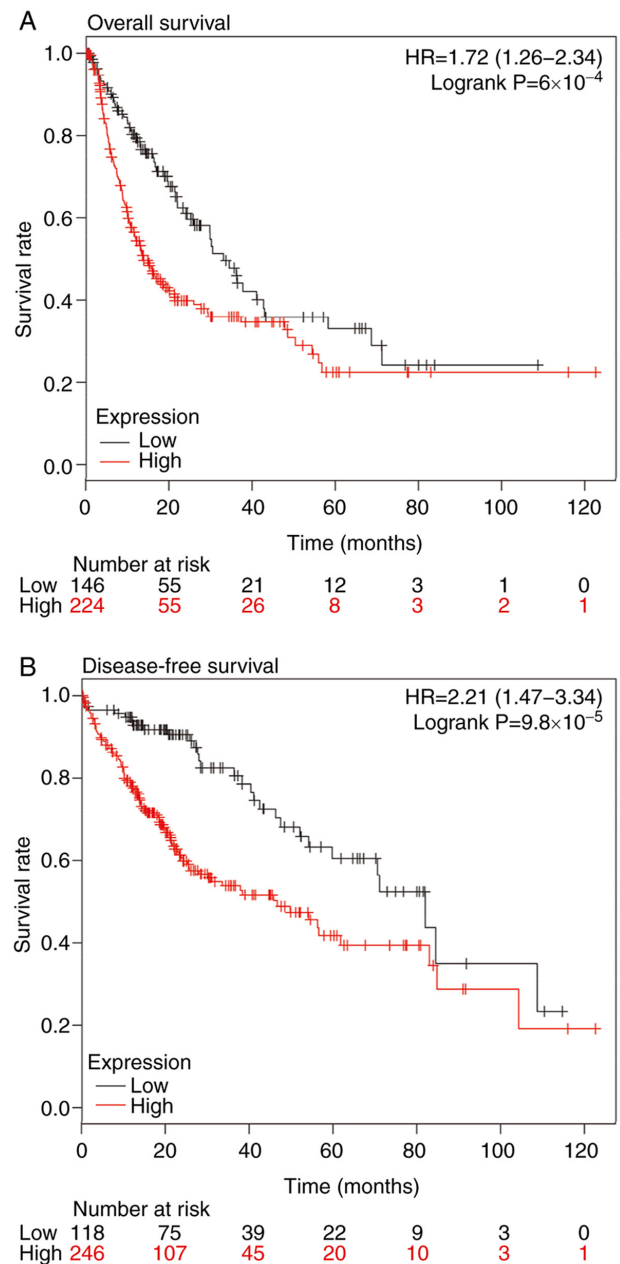 A
Overall survival
HR=1.72 (1.26–2.34)
Logrank P=6×10⁻⁴
Survival rate
1.0
0.8
0.6
0.4
0.2
0.0
Expression
Low
High
0 20 40 60 80 100 120
Time (months)
Number at risk
Low 146 55 21 12 3 1 0
High 224 55 26 8 3 2 1
B
Disease-free survival
HR=2.21 (1.47–3.34)
Logrank P=9.8×10⁻⁵
Survival rate
1.0
0.8
0.6
0.4
0.2
0.0
Expression
Low
High
0 20 40 60 80 100 120
Time (months)
Number at risk
Low 118 75 39 22 9 3 0
High 246 107 45 20 10 3 1